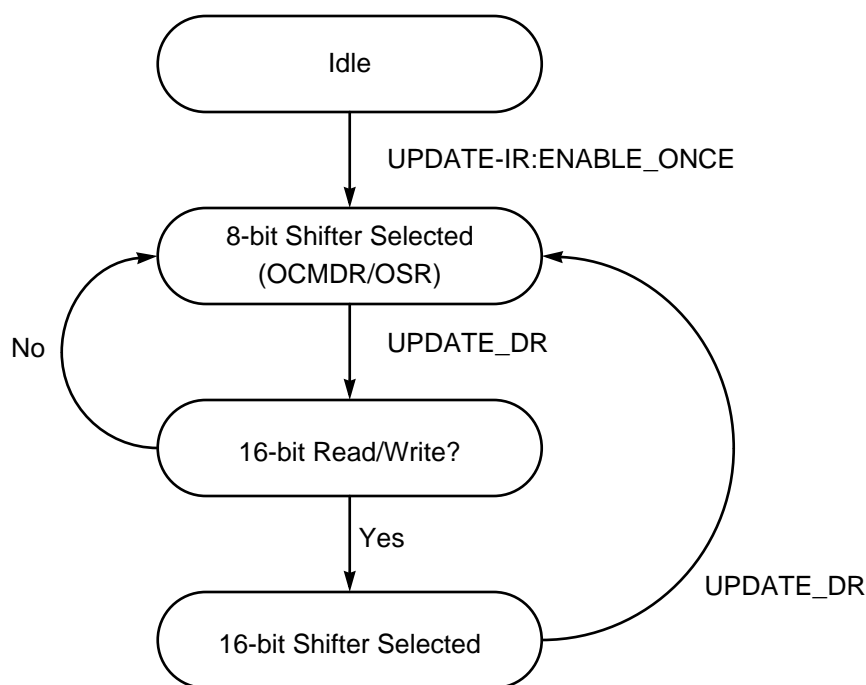 Idle
UPDATE-IR:ENABLE_ONCE
8-bit Shifter Selected
(OCMDR/OSR)
UPDATE_DR
No
16-bit Read/Write?
Yes
UPDATE_DR
16-bit Shifter Selected